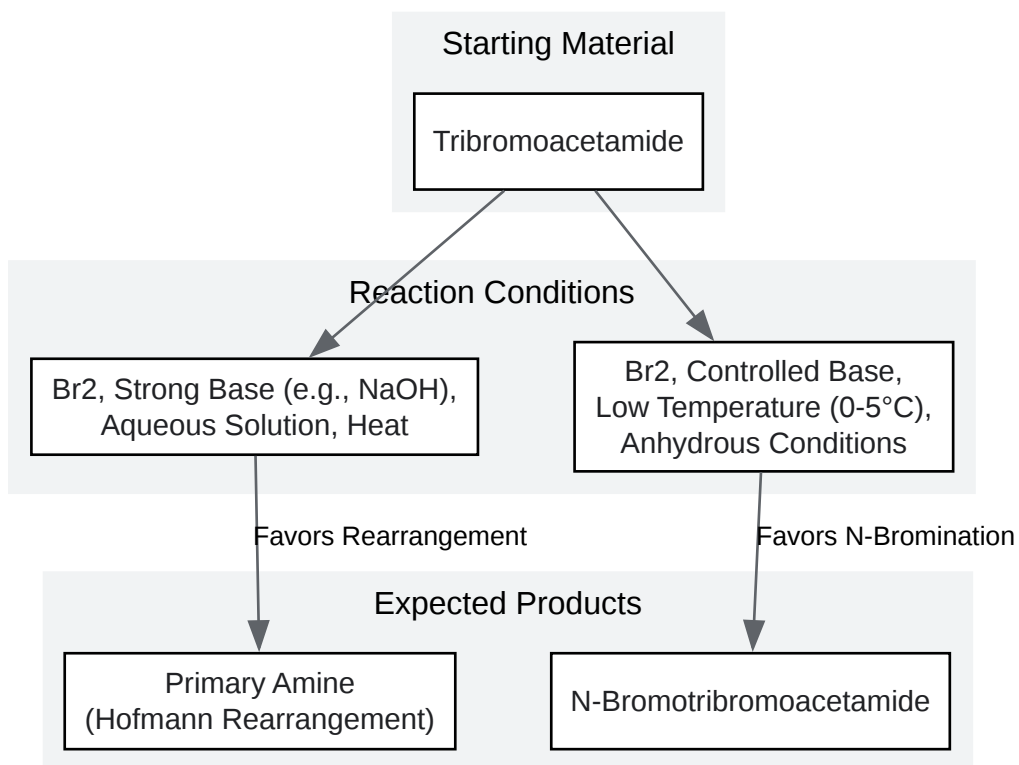 Starting Material
Tribromoacetamide
Reaction Conditions
Br2, Strong Base (e.g., NaOH),
Aqueous Solution, Heat
Br2, Controlled Base,
Low Temperature (0-5°C),
Anhydrous Conditions
Favors Rearrangement
Favors N-Bromination
Expected Products
Primary Amine
(Hofmann Rearrangement)
N-Bromotribromoacetamide